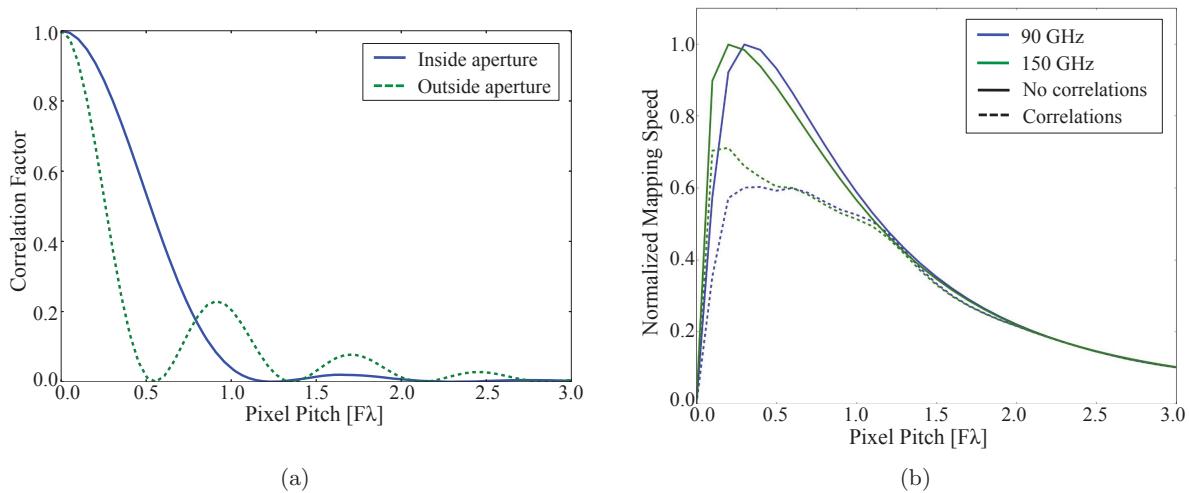 1.0
0.8
0.6
0.4
0.2
0.0
Correlation Factor
Inside aperture
Outside aperture
0.0 0.5 1.0 1.5 2.0 2.5 3.0
Pixel Pitch [Fλ]
(a)
1.0
0.8
0.6
0.4
0.2
0.0
Normalized Mapping Speed
90 GHz
150 GHz
No correlations
Correlations
0.0 0.5 1.0 1.5 2.0 2.5 3.0
Pixel Pitch [Fλ]
(b)